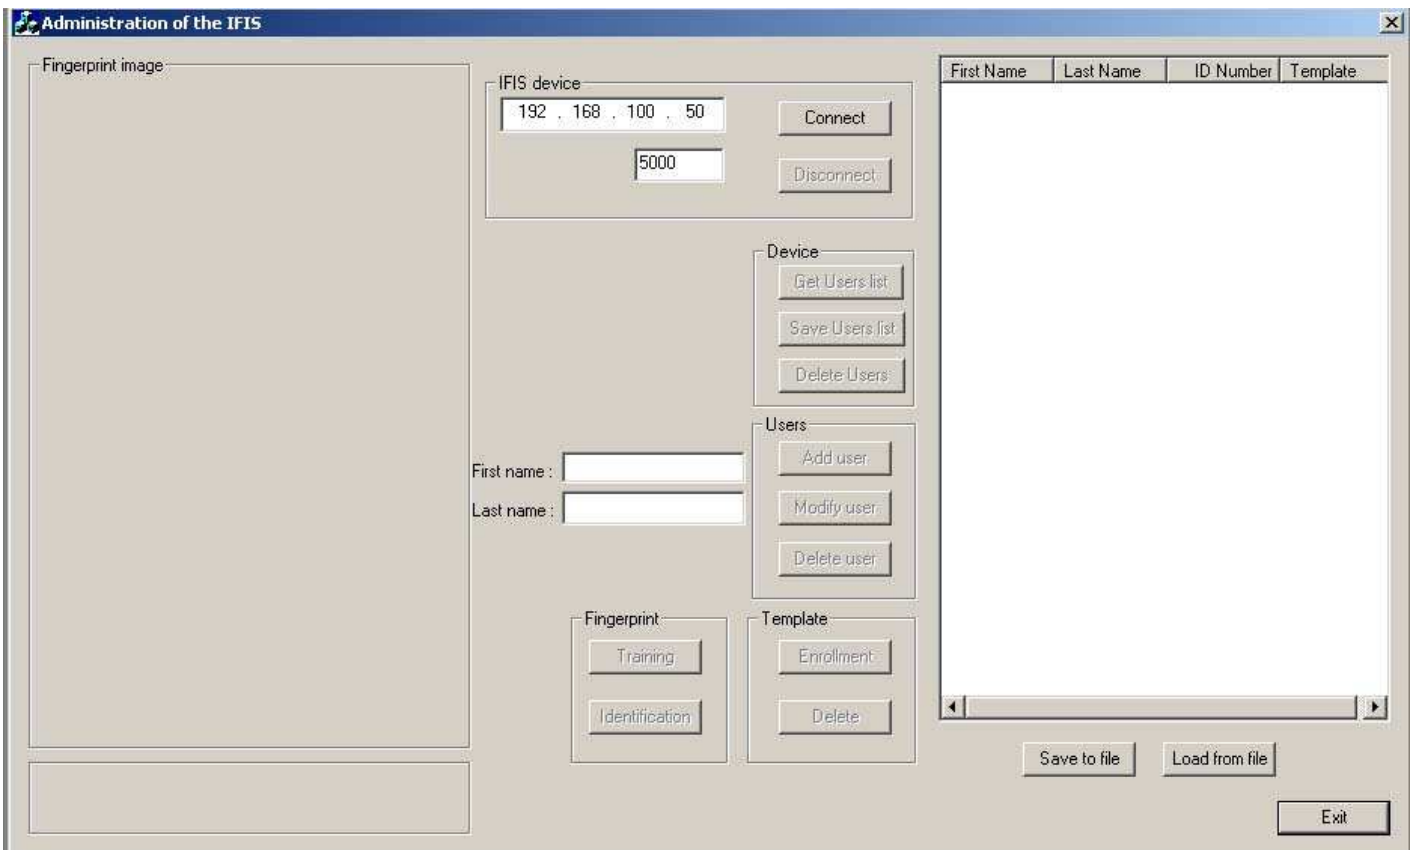 Administration of the IFIS
Fingerprint image
IFIS device
192 . 168 . 100 . 50
Connect
5000
Disconnect
Device
Get Users list
Save Users list
Delete Users
Users
First name :
Add user
Last name :
Modify user
Delete user
Fingerprint
Training
Identification
Template
Enrollment
Delete
First Name Last Name ID Number Template
Save to file
Load from file
Exit